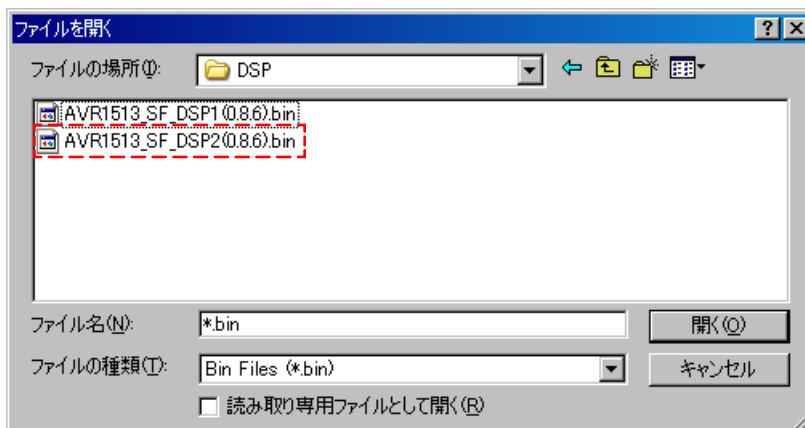 ファイルを開く
ファイルの場所(I):
DSP
AVR1513_SF_DSP1(0.8.6).bin
AVR1513_SF_DSP2(0.8.6).bin
ファイル名(N):
*.bin
開く(O)
ファイルの種類(T):
Bin Files (*.bin)
キャンセル
読み取り専用ファイルとして開く(R)